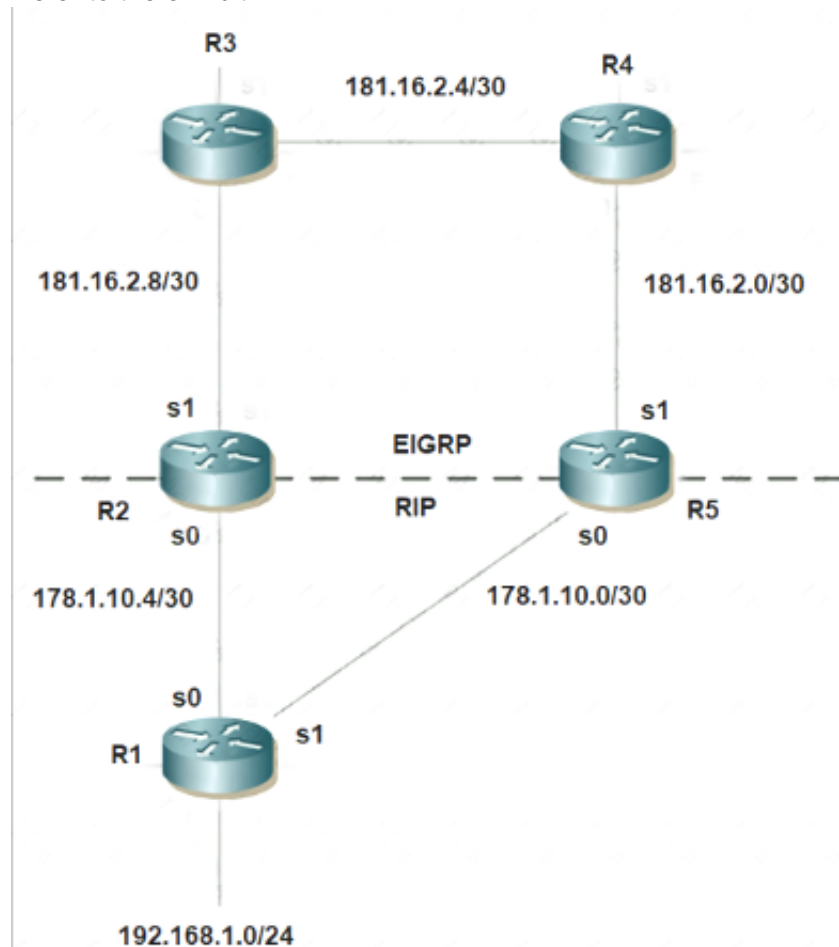 R3
R4
181.16.2.4/30
181.16.2.8/30
181.16.2.0/30
s1
s1
EIGRP
R2
RIP
R5
s0
s0
178.1.10.4/30
178.1.10.0/30
s0
s1
R1
192.168.1.0/24